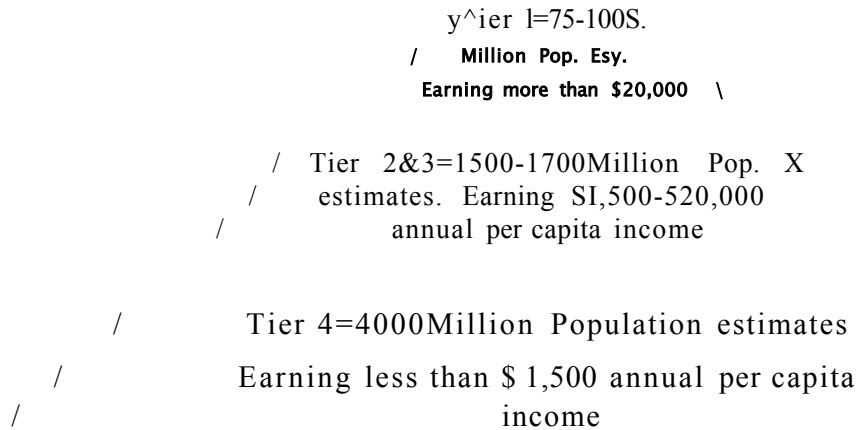 y^ier l=75-100S.
/ Million Pop. Esy.
Earning more than $20,000 \
/ Tier 2&3=1500-1700Million Pop. X
/ estimates. Earning SI,500-520,000
/ annual per capita income
/ Tier 4=4000Million Population estimates
/ Earning less than $ 1,500 annual per capita
/ income